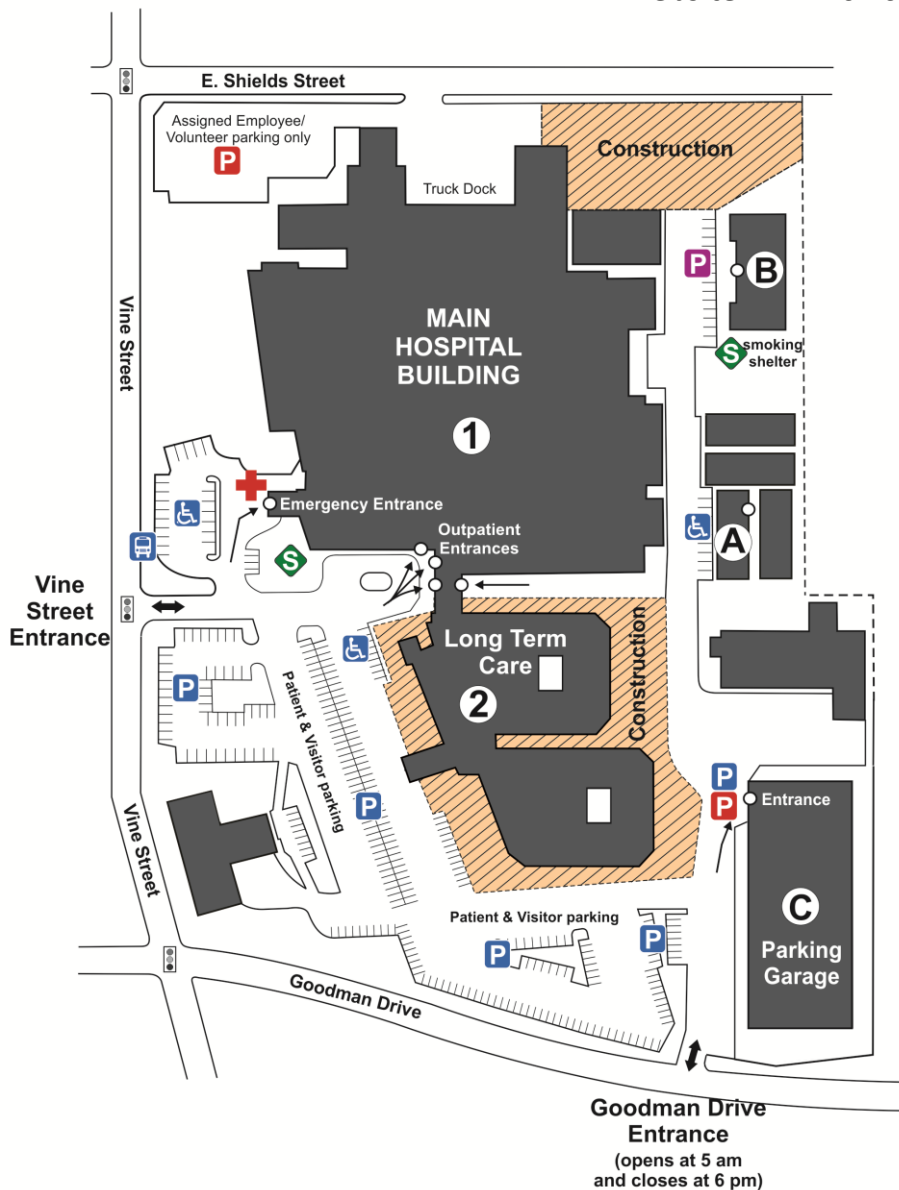 E. Shields Street
Assigned Employee/
Volunteer parking only
P
Construction
Truck Dock
P
B
Vine Street
MAIN
HOSPITAL
BUILDING
S
smoking
shelter
1
Emergency Entrance
Outpatient
Entrances
A
S
Vine
Street
Entrance
Long Term
Care
2
Construction
P
Patient & Visitor parking
P
P
P
Entrance
Vine Street
C
Parking
Garage
Patient & Visitor parking
P
P
Goodman Drive
Goodman Drive
Entrance
(opens at 5 am
and closes at 6 pm)